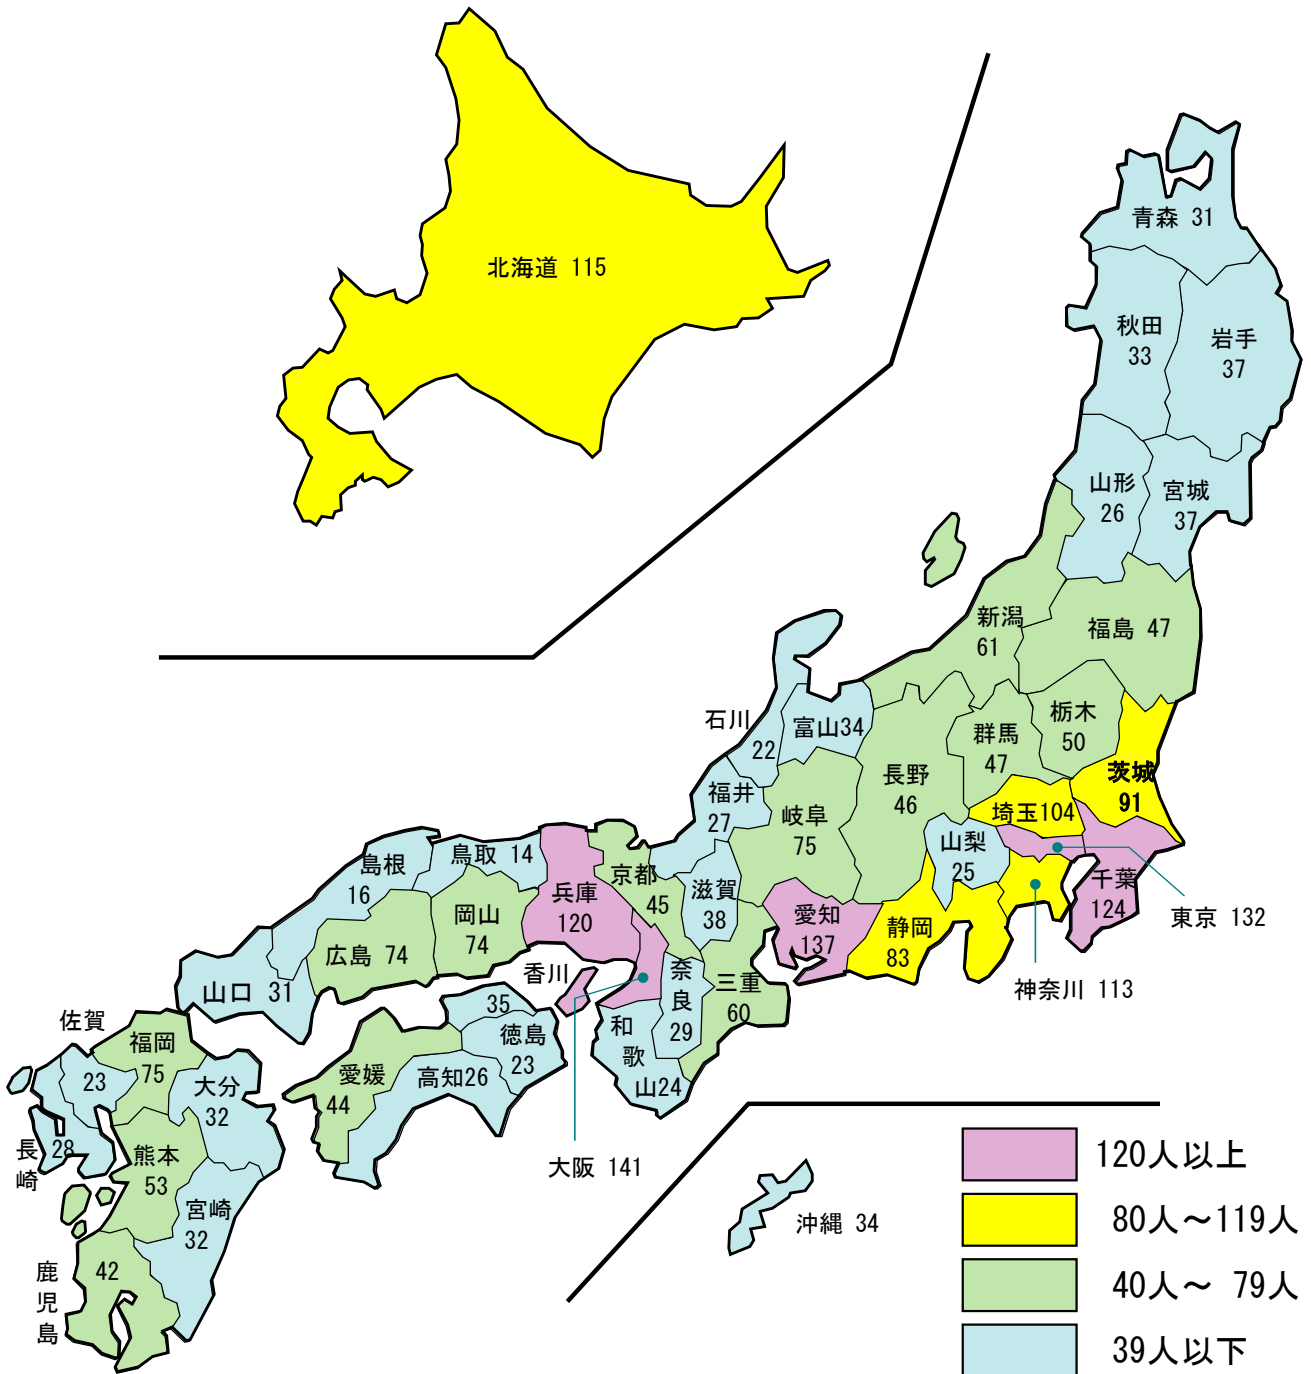 北海道 115
青森 31
秋田
33
岩手
37
山形
26
宮城
37
新潟
61
福島 47
石川
22
富山34
群馬
47
栃木
50
茨城
91
長野
46
福井
27
岐阜
75
埼玉104
山梨
25
千葉
124
東京 132
神奈川 113
静岡
83
愛知
137
滋賀
38
京都
45
兵庫
120
鳥取 14
島根
16
岡山
74
広島 74
山口 31
香川
35
徳島
23
奈
良
29
三重
60
和
歌
山24
大阪 141
愛媛
44
高知26
佐賀
23
福岡
75
大分
32
長
崎
28
熊本
53
宮崎
32
鹿
児
島
42
沖縄 34
120人以上
80人～119人
40人～ 79人
39人以下